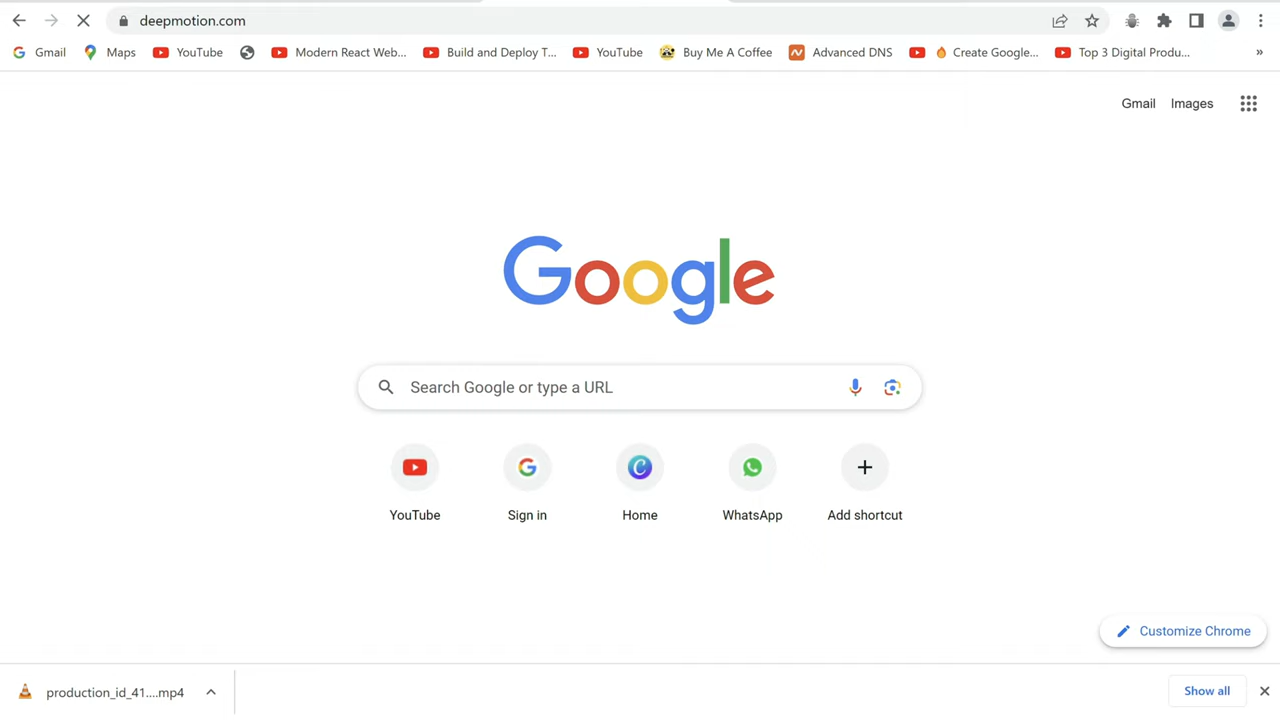 deepmotion.com
Gmail Maps YouTube Modern React Web... Build and Deploy T... YouTube Buy Me A Coffee Advanced DNS Create Google... Top 3 Digital Produ... »
Gmail Images
Google
Search Google or type a URL
YouTube Sign in Home WhatsApp Add shortcut
Customize Chrome
production_id_41....mp4 Show all